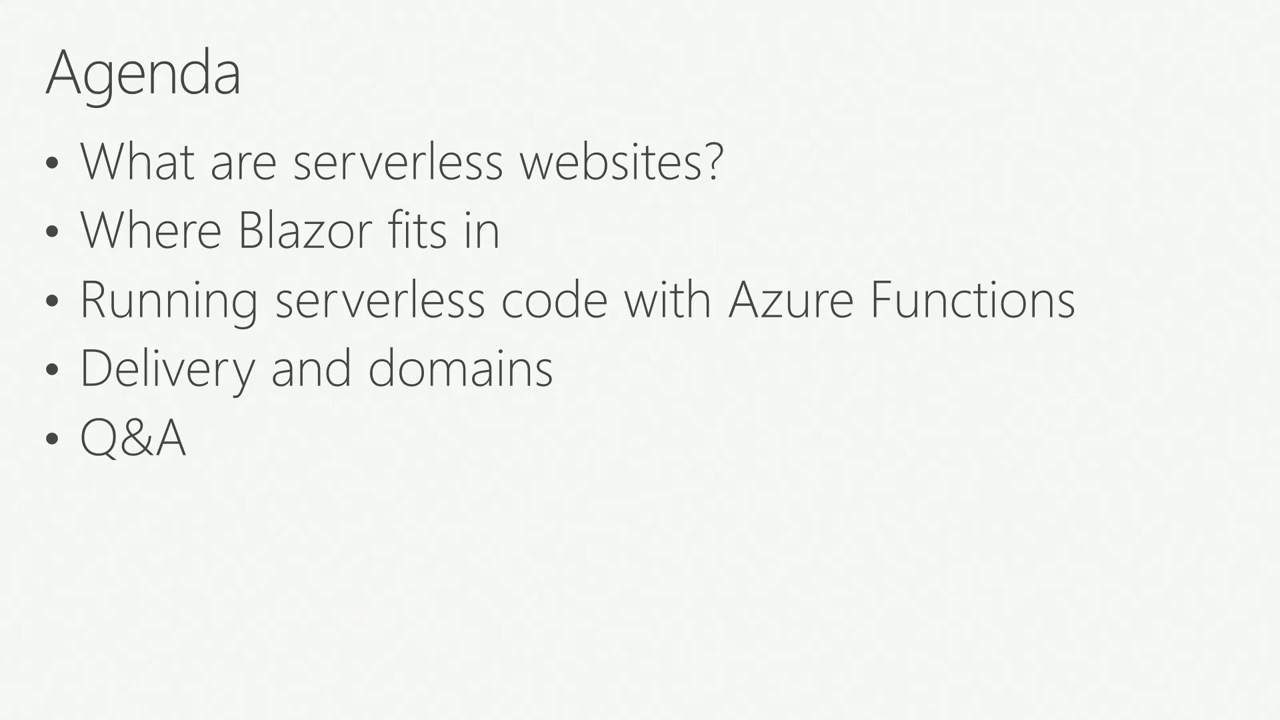 Agenda
• What are serverless websites?
• Where Blazor fits in
• Running serverless code with Azure Functions
• Delivery and domains
• Q&A